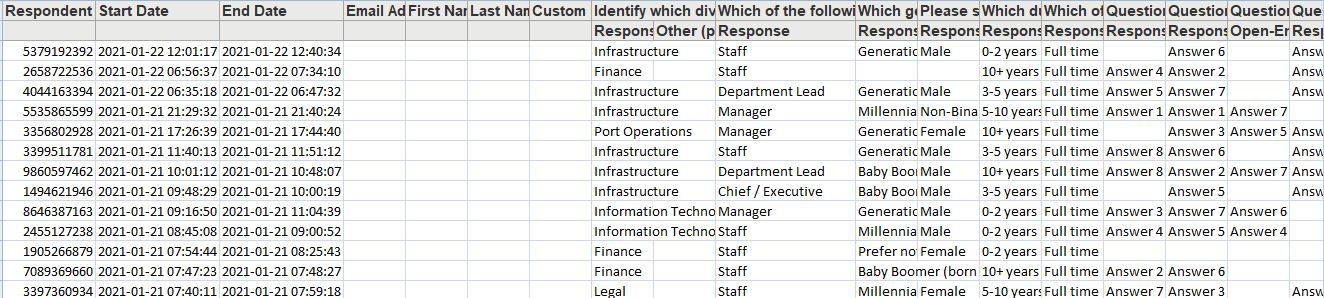 Respondent Start Date End Date Email Ad First Nar Last Nan Custom Identify which div Which of the followi Which ge Please s Which du Which of Question Question Question Que
Respons Other (p Response Respons Respons Respons Respons Respons Respons Open-Er Resp
5379192392 2021-01-22 12:01:17 2021-01-22 12:40:34 Infrastructure Staff Generatic Male 0-2 years Full time Answer 6 Answ
2658722536 2021-01-22 06:56:37 2021-01-22 07:34:10 Finance Staff 10+ years Full time Answer 4 Answer 2 Answ
4044163394 2021-01-22 06:35:18 2021-01-22 06:47:32 Infrastructure Department Lead Generatic Male 3-5 years Full time Answer 5 Answer 7 Answ
5535865599 2021-01-21 21:29:32 2021-01-21 21:40:24 Infrastructure Manager Millennia Non-Bina 5-10 years Full time Answer 1 Answer 1 Answer 7
3356802928 2021-01-21 17:26:39 2021-01-21 17:44:40 Port Operations Manager Generatic Female 10+ years Full time Answer 3 Answer 5 Answ
3399511781 2021-01-21 11:40:13 2021-01-21 11:51:12 Infrastructure Staff Generatic Male 3-5 years Full time Answer 8 Answer 6 Answ
9860597462 2021-01-21 10:01:12 2021-01-21 10:48:07 Infrastructure Department Lead Baby Boor Male 10+ years Full time Answer 8 Answer 2 Answer 7 Answ
1494621946 2021-01-21 09:48:29 2021-01-21 10:00:19 Infrastructure Chief / Executive Baby Boor Male 3-5 years Full time Answer 5 Answ
8646387163 2021-01-21 09:16:50 2021-01-21 11:04:39 Information Techno Manager Generatic Male 0-2 years Full time Answer 3 Answer 7 Answer 6
2455127238 2021-01-21 08:45:08 2021-01-21 09:00:52 Information Techno Staff Millennia Male 0-2 years Full time Answer 4 Answer 5 Answer 4
1905266879 2021-01-21 07:54:44 2021-01-21 08:25:43 Finance Staff Prefer no Female 0-2 years Full time
7089369660 2021-01-21 07:47:23 2021-01-21 07:48:27 Finance Staff Baby Boomer (born 10+ years Full time Answer 2 Answer 6
3397360934 2021-01-21 07:40:11 2021-01-21 07:59:18 Legal Staff Millennia Female 5-10 years Full time Answer 7 Answer 3 Answ